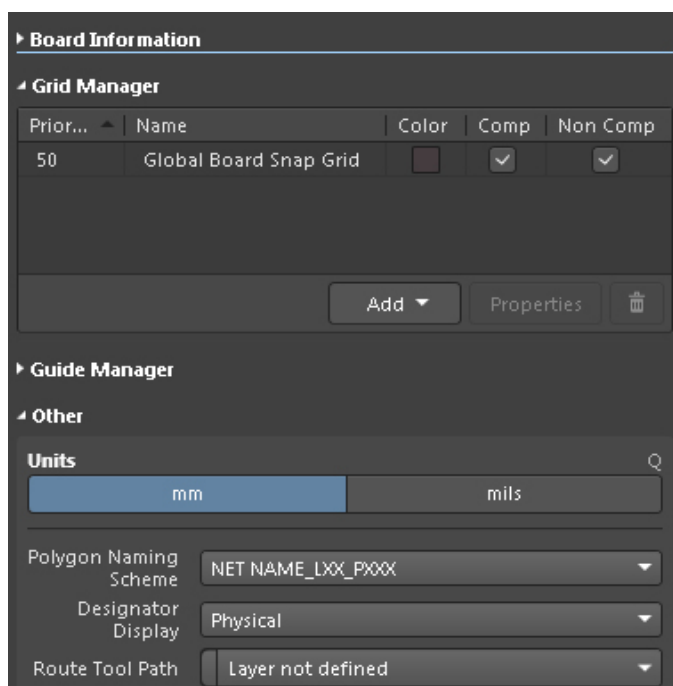 Board Information
Grid Manager
Prior... Name Color Comp Non Comp
50 Global Board Snap Grid
Add Properties
Guide Manager
Other
Units Q
mm mils
Polygon Naming
Scheme NET NAME_LXX_PXXX
Designator
Display Physical
Route Tool Path Layer not defined